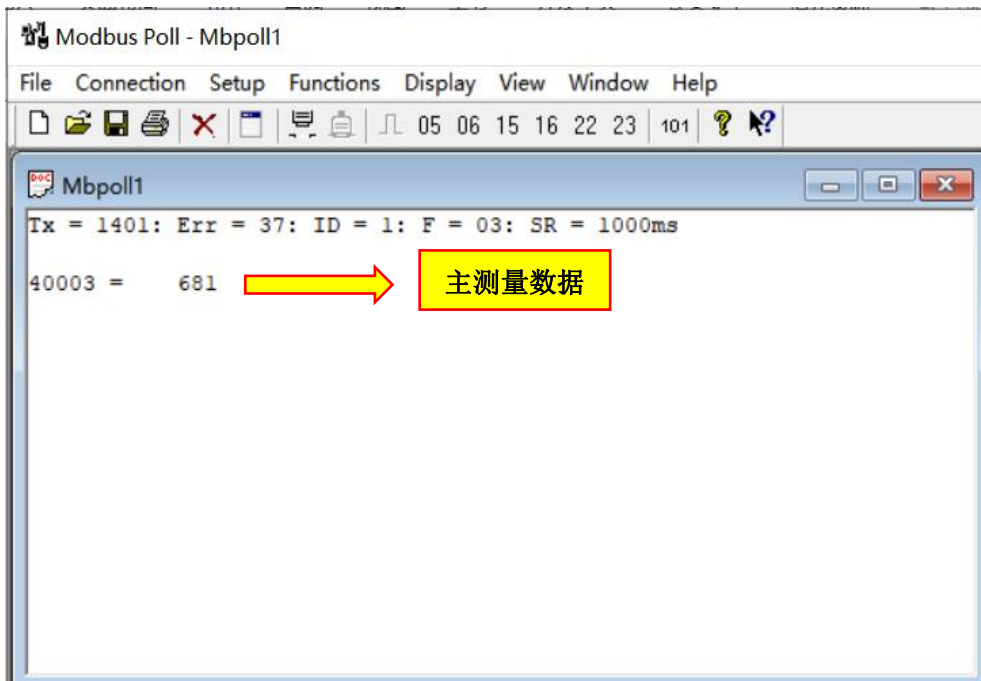 Modbus Poll - Mbpoll1
File Connection Setup Functions Display View Window Help
05 06 15 16 22 23 101
Mbpoll1
Tx = 1401: Err = 37: ID = 1: F = 03: SR = 1000ms
40003 = 681
主测量数据